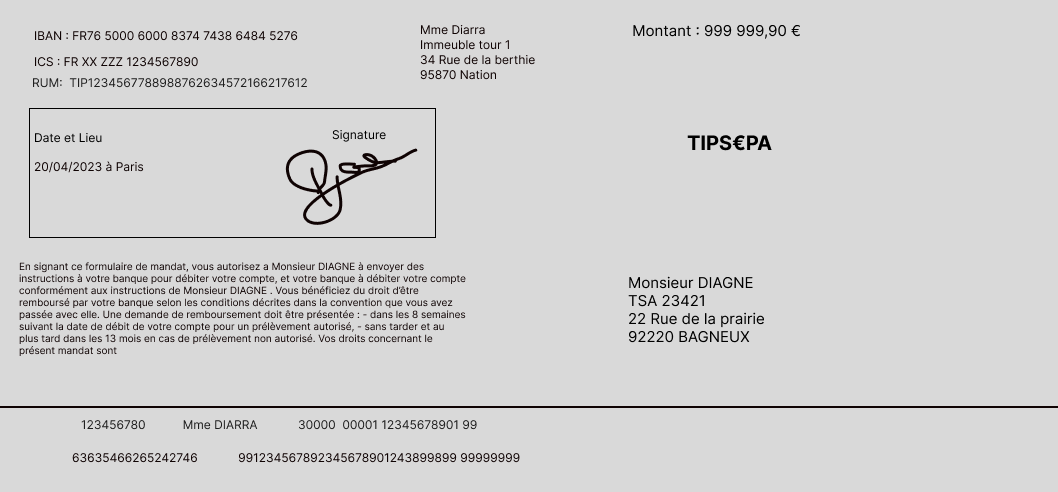 IBAN : FR76 5000 6000 8374 7438 6484 5276
ICS : FR XX ZZZ 1234567890
RUM: TIP12345677889887626345721662​17612
Mme Diarra
Immeuble tour 1
34 Rue de la berthie
95870 Nation
Montant : 999 999,90 €
Date et Lieu
Signature
20/04/2023 à Paris
TIPS€PA
En signant ce formulaire de mandat, vous autorisez a Monsieur DIAGNE à envoyer des
instructions à votre banque pour débiter votre compte, et votre banque à débiter votre compte
conformément aux instructions de Monsieur DIAGNE . Vous bénéficiez du droit d'être
remboursé par votre banque selon les conditions décrites dans la convention que vous avez
passée avec elle. Une demande de remboursement doit être présentée : - dans les 8 semaines
suivant la date de débit de votre compte pour un prélèvement autorisé, - sans tarder et au
plus tard dans les 13 mois en cas de prélèvement non autorisé. Vos droits concernant le
présent mandat sont
Monsieur DIAGNE
TSA 23421
22 Rue de la prairie
92220 BAGNEUX
123456780 Mme DIARRA 30000 00001 12345678901 99
63635466265242746 991234567892345678901243899899 99999999